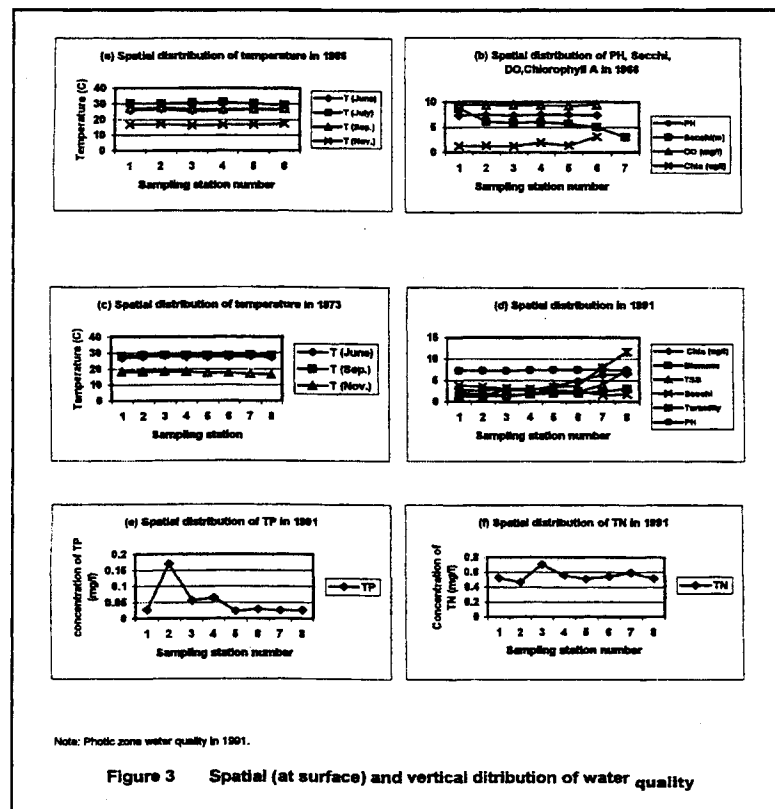 (a) Spatial disrtribution of temperature in 1966
Temperature (C)
40
30
20
10
0
1 2 3 4 5 6
Sampling station number
T (June)
T (July)
T (Sep.)
T (Nov.)
(b) Spatial distribution of PH, Secchi,
DO,Chlorophyll A in 1966
10
5
0
1 2 3 4 5 6 7
Sampling station number
PH
Secchi(m)
DO (mg/l)
Chla (ug/l)
(c) Spatial distribution of temperature in 1973
Temperature (C)
40
30
20
10
0
1 2 3 4 5 6 7 8
Sampling station
T (June)
T (Sep.)
T (Nov.)
(d) Spatial distribution in 1991
15
10
5
0
1 2 3 4 5 6 7 8
Sampling station number
Chla (ug/l)
Secchi
PH
(e) Spatial distribution of TP in 1991
concentration of TP
(mg/l)
0.2
0.15
0.1
0.05
0
1 2 3 4 5 6 7 8
Sampling station number
TP
(f) Spatial distribution of TN in 1991
Concentration of
TN (mg/l)
0.8
0.6
0.4
0.2
0
1 2 3 4 5 6 7 8
Sampling station number
TN
Note: Photic zone water quality in 1991.
Figure 3 Spatial (at surface) and vertical ditribution of water quality